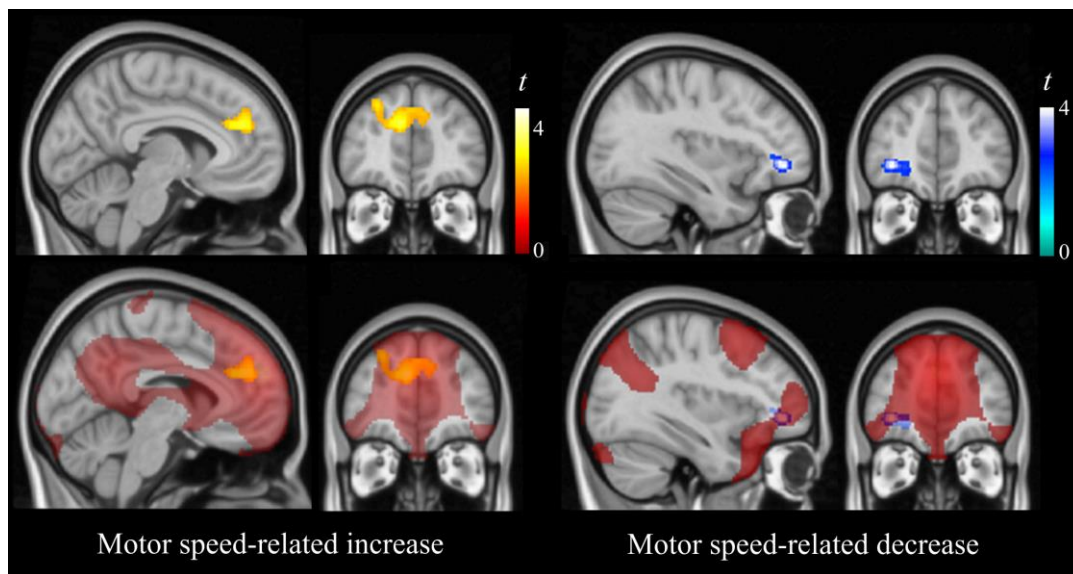 t
t
4
4
0
0
Motor speed-related increase
Motor speed-related decrease